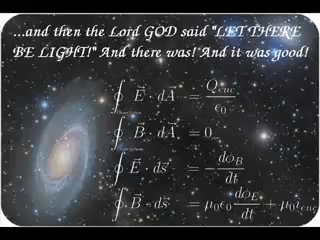 ...and then the Lord GOD said "LET THERE
BE LIGHT!" And there was! And it was good!
∮ E⃗ · dA⃗ = Q_enc/ε₀
∮ B⃗ · dA⃗ = 0
∮ E⃗ · ds⃗ = −dϕ_B/dt
∮ B⃗ · ds⃗ = μ₀ε₀ dϕ_E/dt + μ₀ι_enc